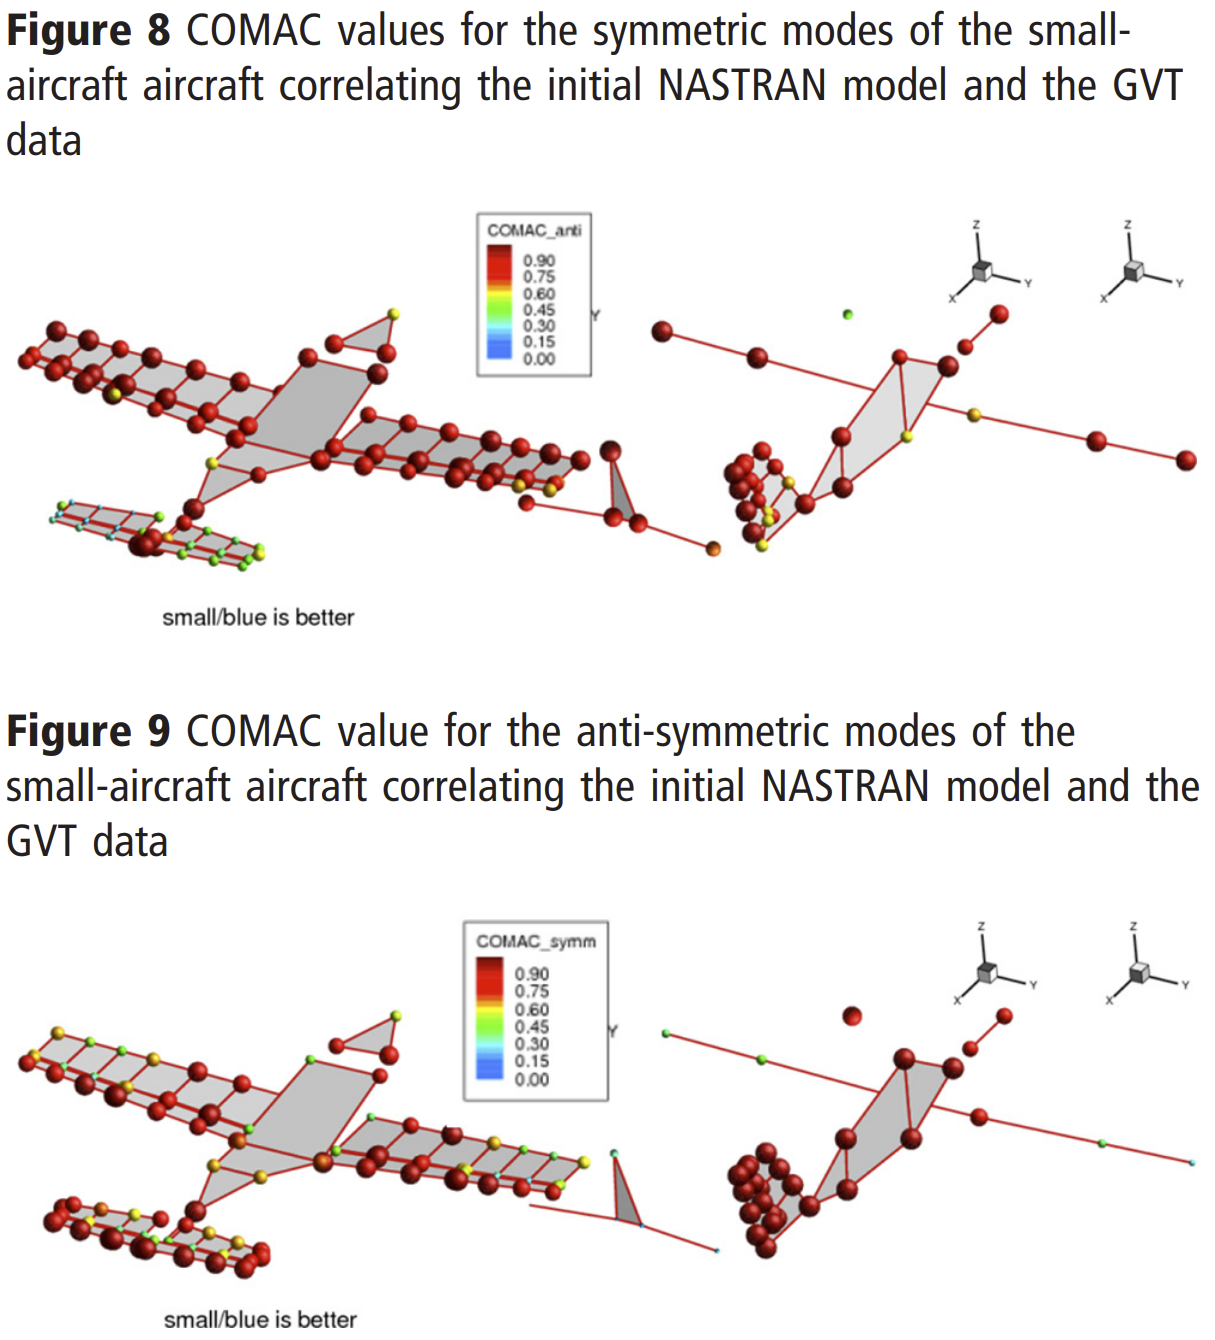 Figure 8 COMAC values for the symmetric modes of the small-
aircraft aircraft correlating the initial NASTRAN model and the GVT
data
COMAC_anti
0.90
0.75
0.60
0.45
0.30
0.15
0.00
Y
Z
X
Y
Z
X
Y
small/blue is better
Figure 9 COMAC value for the anti-symmetric modes of the
small-aircraft aircraft correlating the initial NASTRAN model and the
GVT data
COMAC_symm
0.90
0.75
0.60
0.45
0.30
0.15
0.00
Y
Z
X
Y
Z
X
Y
small/blue is better